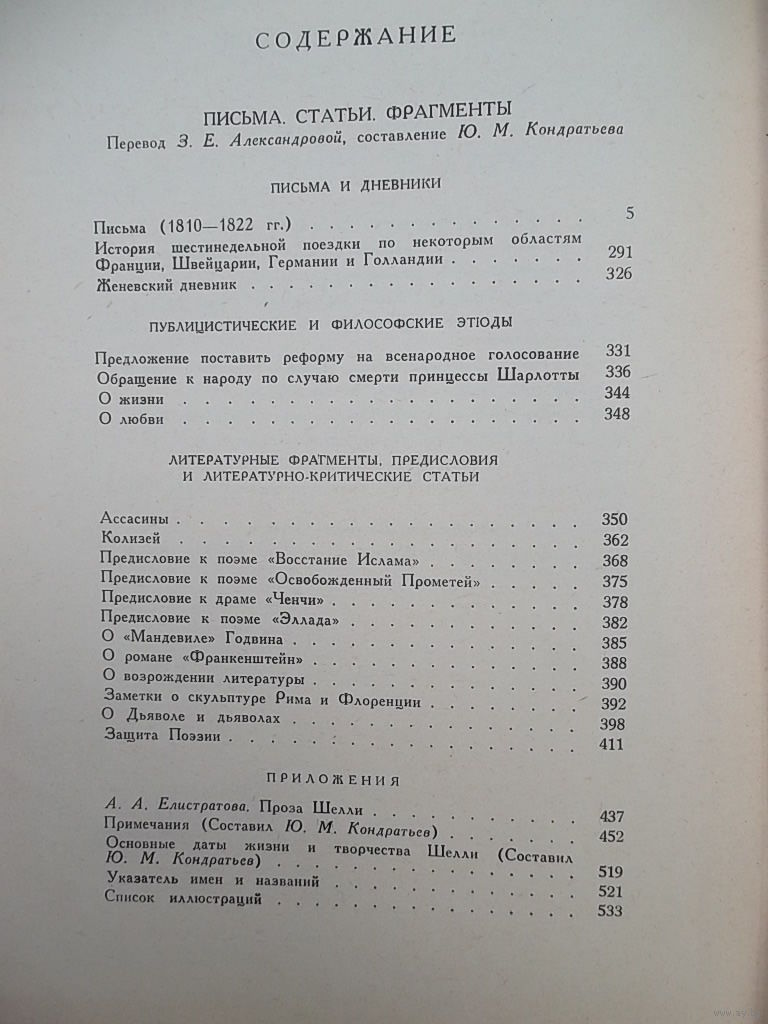 СОДЕРЖАНИЕ
ПИСЬМА. СТАТЬИ. ФРАГМЕНТЫ
Перевод З. Е. Александровой, составление Ю. М. Кондратьева
ПИСЬМА И ДНЕВНИКИ
Письма (1810—1822 гг.) . . . . . . . . . . . . . 5
История шестинедельной поездки по некоторым областям
Франции, Швейцарии, Германии и Голландии . . . . . . . 291
Женевский дневник . . . . . . . . . . . . . . . . 326
ПУБЛИЦИСТИЧЕСКИЕ И ФИЛОСОФСКИЕ ЭТЮДЫ
Предложение поставить реформу на всенародное голосование 331
Обращение к народу по случаю смерти принцессы Шарлотты 336
О жизни . . . . . . . . . . . . . . . . . . . 344
О любви . . . . . . . . . . . . . . . . . . . 348
ЛИТЕРАТУРНЫЕ ФРАГМЕНТЫ, ПРЕДИСЛОВИЯ
И ЛИТЕРАТУРНО-КРИТИЧЕСКИЕ СТАТЬИ
Ассасины . . . . . . . . . . . . . . . . . . . 350
Колизей . . . . . . . . . . . . . . . . . . . 362
Предисловие к поэме «Восстание Ислама» . . . . . . . . 368
Предисловие к поэме «Освобожденный Прометей» . . . . . 375
Предисловие к драме «Ченчи» . . . . . . . . . . . . 378
Предисловие к поэме «Эллада» . . . . . . . . . . . . 382
О «Мандевиле» Годвина . . . . . . . . . . . . . . 385
О романе «Франкенштейн» . . . . . . . . . . . . . 388
О возрождении литературы . . . . . . . . . . . . . 390
Заметки о скульптуре Рима и Флоренции . . . . . . . . 392
О Дьяволе и дьяволах . . . . . . . . . . . . . . 398
Защита Поэзии . . . . . . . . . . . . . . . . . 411
ПРИЛОЖЕНИЯ
А. А. Елистратова. Проза Шелли . . . . . . . . . . . 437
Примечания (Составил Ю. М. Кондратьев) . . . . . . . 452
Основные даты жизни и творчества Шелли (Составил
Ю. М. Кондратьев) . . . . . . . . . . . . . . . 519
Указатель имен и названий . . . . . . . . . . . . 521
Список иллюстраций . . . . . . . . . . . . . . . 533